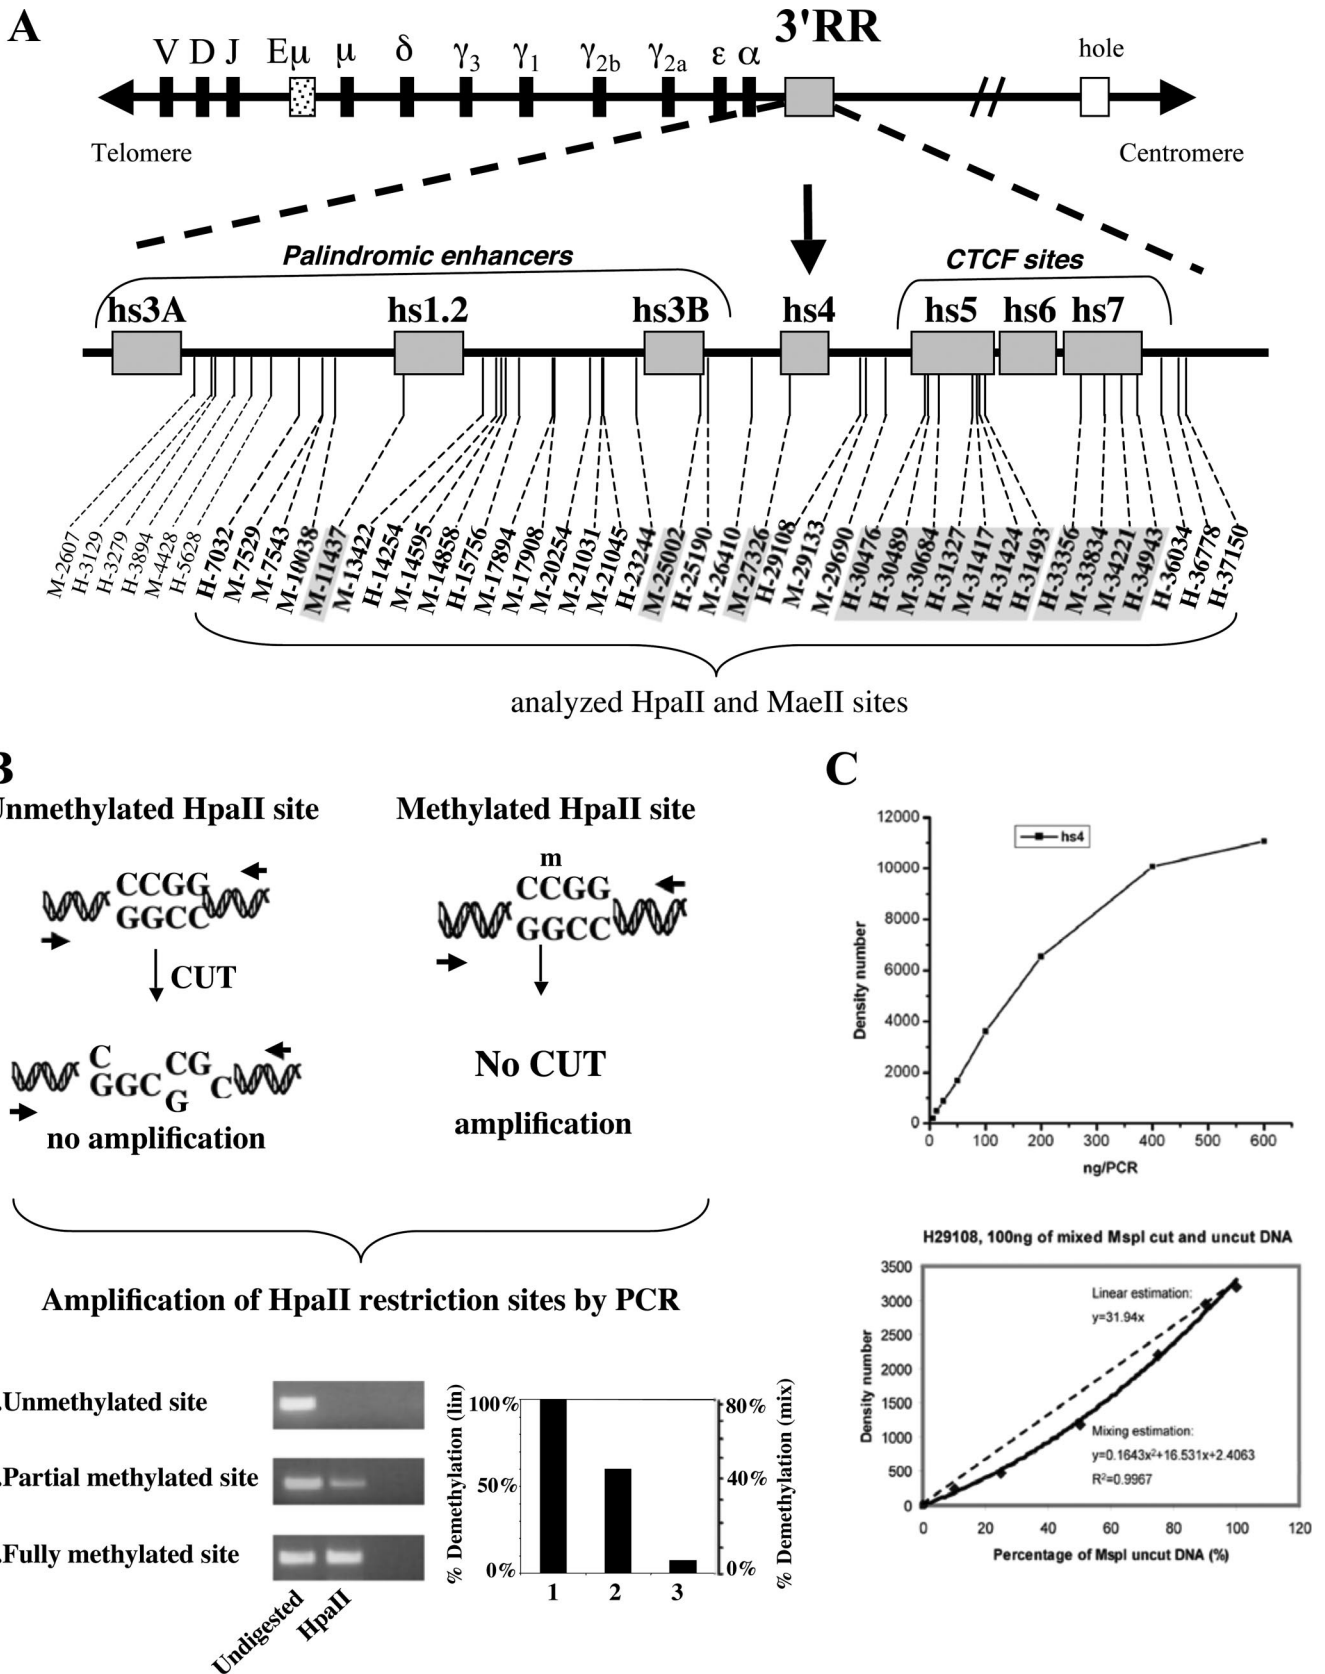 A
3'RR
V D J Eμ μ δ γ3 γ1 γ2b γ2a ε α
hole
Telomere
Centromere
Palindromic enhancers
CTCF sites
hs3A hs1.2 hs3B hs4 hs5 hs6 hs7
M-2607
H-3129
H-3279
H-3894
M-4428
H-5628
H-7032
M-7529
M-7543
M-10038
M-11437
M-13422
H-14254
M-14595
M-14858
H-15756
M-17894
M-17908
M-20254
M-21031
M-21045
H-23244
M-25002
H-25190
M-26410
M-27326
H-29108
M-29133
M-29690
H-30476
H-30489
M-30684
H-31327
M-31417
H-31424
H-31493
H-33356
M-33834
M-34221
H-34943
H-36034
H-36778
H-37150
analyzed HpaII and MaeII sites
B
Unmethylated HpaII site
Methylated HpaII site
m
CCGG
GGCC
CCGG
GGCC
CUT
C
GGC
CG
G
C
no amplification
No CUT
amplification
Amplification of HpaII restriction sites by PCR
.Unmethylated site
.Partial methylated site
.Fully methylated site
Undigested
HpaII
% Demethylation (lin)
100%
50%
0%
1 2 3
80%
40%
0%
% Demethylation (mix)
C
12000
10000
8000
6000
4000
2000
0
hs4
Density number
0 100 200 300 400 500 600
ng/PCR
H29108, 100ng of mixed MspI cut and uncut DNA
3500
3000
2500
2000
1500
1000
500
0
Density number
Linear estimation:
y=31.94x
Mixing estimation:
y=0.1643x²+16.531x+2.4063
R²=0.9967
0 20 40 60 80 100 120
Percentage of MspI uncut DNA (%)